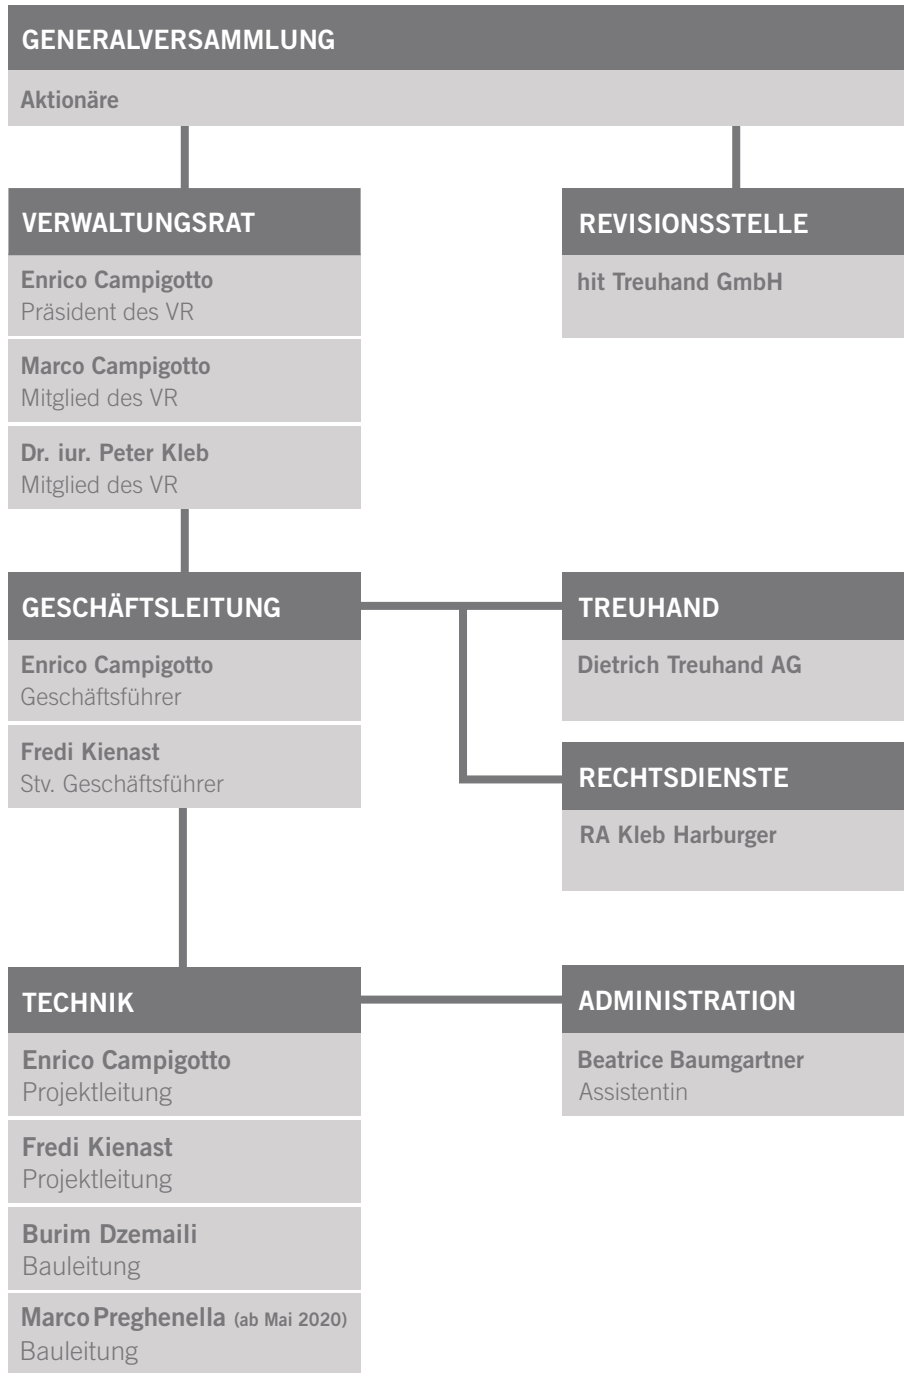 GENERALVERSAMMLUNG
Aktionäre
VERWALTUNGSRAT
Enrico Campigotto
Präsident des VR
Marco Campigotto
Mitglied des VR
Dr. iur. Peter Kleb
Mitglied des VR
REVISIONSSTELLE
hit Treuhand GmbH
GESCHÄFTSLEITUNG
Enrico Campigotto
Geschäftsführer
Fredi Kienast
Stv. Geschäftsführer
TREUHAND
Dietrich Treuhand AG
RECHTSDIENSTE
RA Kleb Harburger
TECHNIK
Enrico Campigotto
Projektleitung
Fredi Kienast
Projektleitung
Burim Dzemaili
Bauleitung
Marco Preghenella (ab Mai 2020)
Bauleitung
ADMINISTRATION
Beatrice Baumgartner
Assistentin